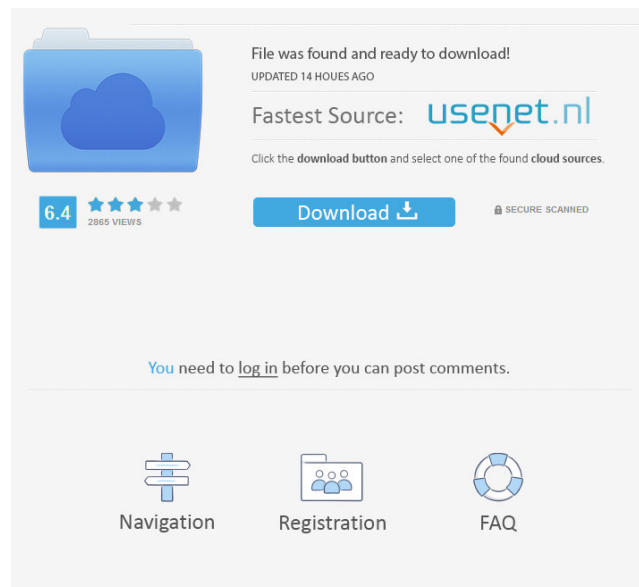 File was found and ready to download!
UPDATED 14 HOUES AGO
Fastest Source: usenet.nl
Click the download button and select one of the found cloud sources.
6.4
2865 VIEWS
Download
SECURE SCANNED
You need to log in before you can post comments.
Navigation
Registration
FAQ